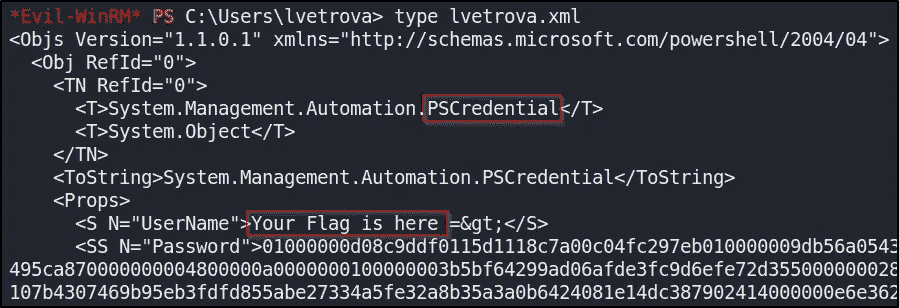 *Evil-WinRM* PS C:\Users\lvetrova> type lvetrova.xml
<Objs Version="1.1.0.1" xmlns="http://schemas.microsoft.com/powershell/2004/04">
<Obj RefId="0">
<TN RefId="0">
<T>System.Management.Automation.PSCredential</T>
<T>System.Object</T>
</TN>
<ToString>System.Management.Automation.PSCredential</ToString>
<Props>
<S N="UserName">Your Flag is here =&gt;</S>
<SS N="Password">01000000d08c9ddf0115d1118c7a00c04fc297eb010000009db56a0543
495ca870000000004800000a0000000100000003b5bf64299ad06afde3fc9d6efe72d35500000000028
107b4307469b95eb3fdfd855abe27334a5fe32a8b35a3a0b6424081e14dc387902414000000e6e362